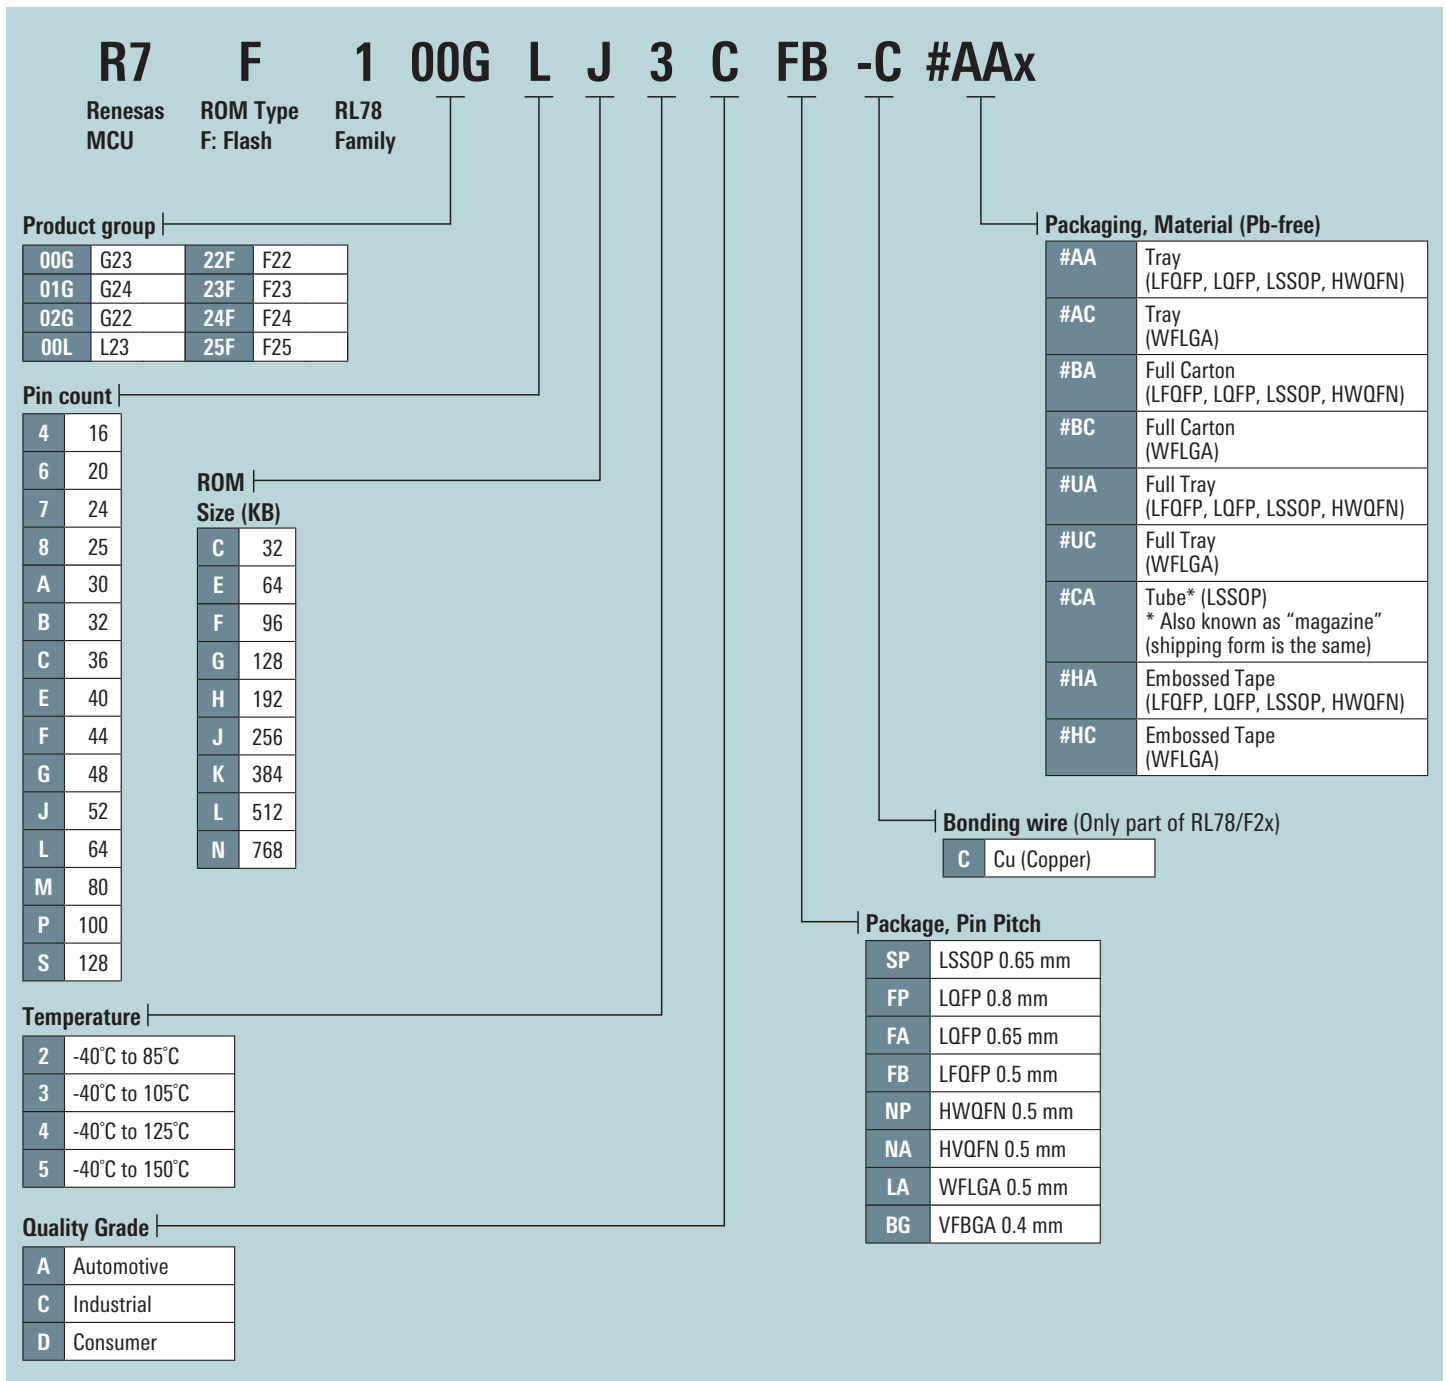 R7 F 1 00G L J 3 C FB -C #AAx
Renesas ROM Type RL78
MCU F: Flash Family
Product group
00G G23 22F F22
01G G24 23F F23
02G G22 24F F24
00L L23 25F F25
Pin count
4 16
6 20
7 24
8 25
A 30
B 32
C 36
E 40
F 44
G 48
J 52
L 64
M 80
P 100
S 128
ROM
Size (KB)
C 32
E 64
F 96
G 128
H 192
J 256
K 384
L 512
N 768
Temperature
2 -40°C to 85°C
3 -40°C to 105°C
4 -40°C to 125°C
5 -40°C to 150°C
Quality Grade
A Automotive
C Industrial
D Consumer
Packaging, Material (Pb-free)
#AA Tray
(LFQFP, LQFP, LSSOP, HWQFN)
#AC Tray
(WFLGA)
#BA Full Carton
(LFQFP, LQFP, LSSOP, HWQFN)
#BC Full Carton
(WFLGA)
#UA Full Tray
(LFQFP, LQFP, LSSOP, HWQFN)
#UC Full Tray
(WFLGA)
#CA Tube* (LSSOP)
* Also known as “magazine”
(shipping form is the same)
#HA Embossed Tape
(LFQFP, LQFP, LSSOP, HWQFN)
#HC Embossed Tape
(WFLGA)
Bonding wire (Only part of RL78/F2x)
C Cu (Copper)
Package, Pin Pitch
SP LSSOP 0.65 mm
FP LQFP 0.8 mm
FA LQFP 0.65 mm
FB LFQFP 0.5 mm
NP HWQFN 0.5 mm
NA HVQFN 0.5 mm
LA WFLGA 0.5 mm
BG VFBGA 0.4 mm